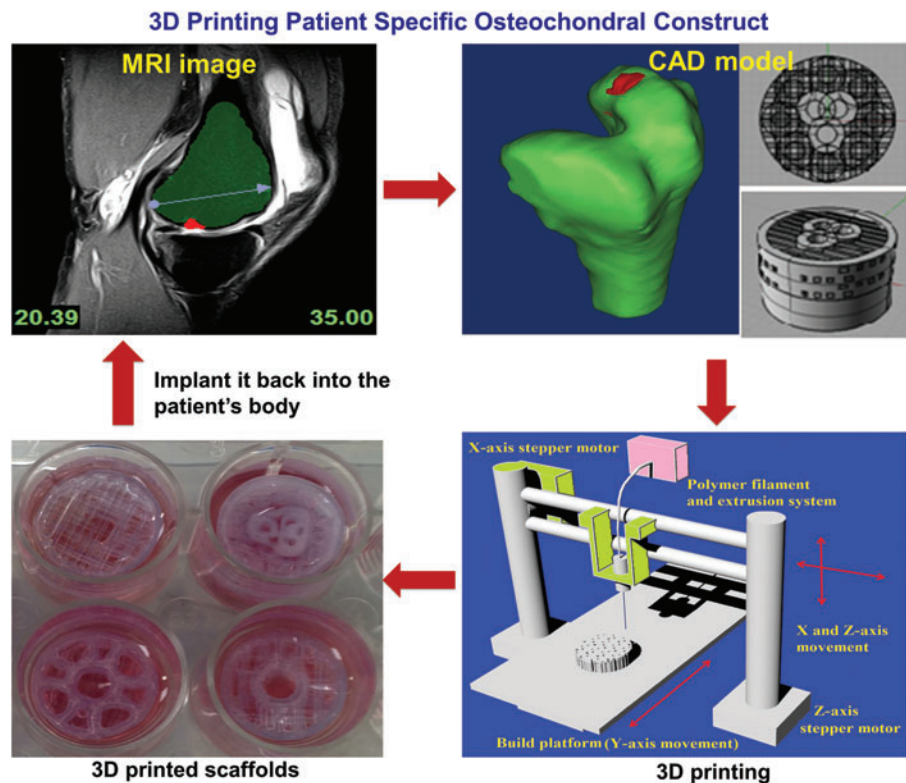 3D Printing Patient Specific Osteochondral Construct
MRI image
CAD model
20.39
35.00
Implant it back into the
patient's body
X-axis stepper motor
Polymer filament
and extrusion system
X and Z-axis
movement
Z-axis
stepper motor
Build platform (Y-axis movement)
3D printed scaffolds
3D printing